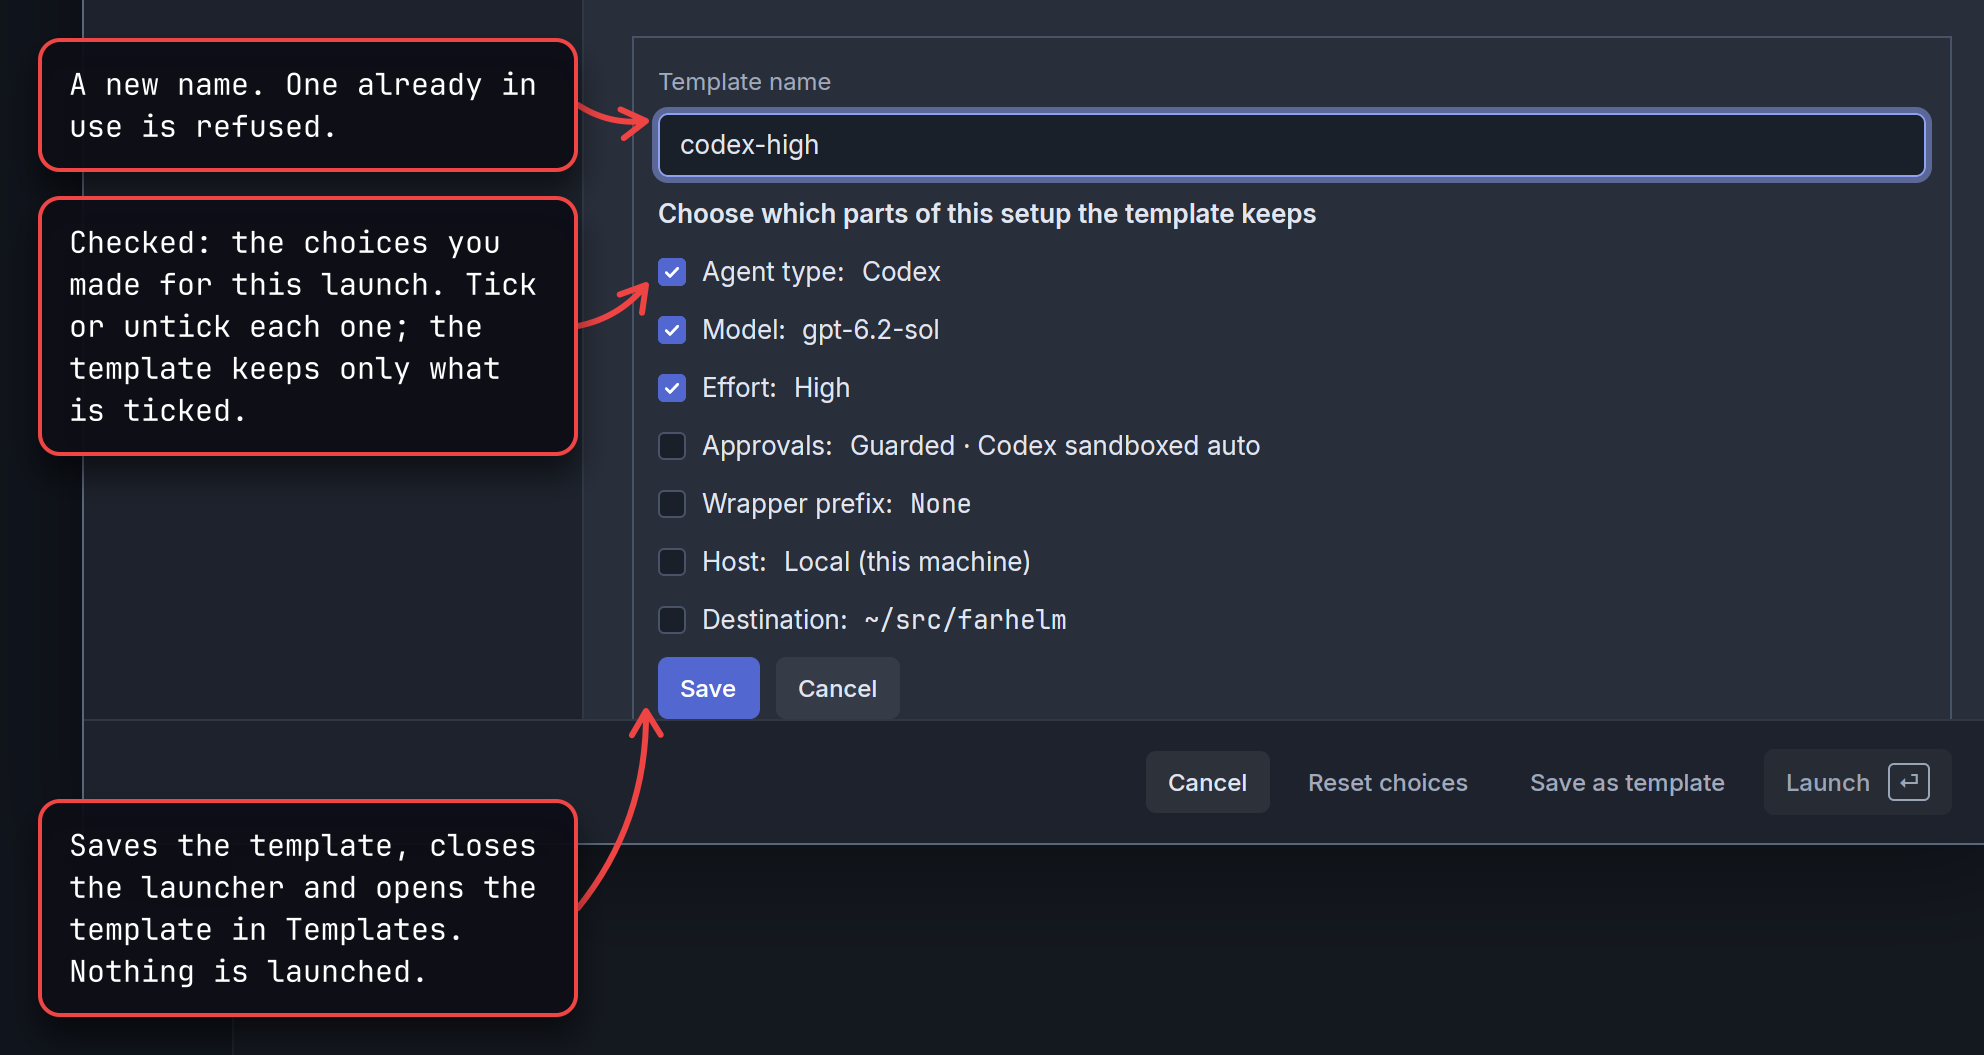 A new name. One already in
use is refused.
Checked: the choices you
made for this launch. Tick
or untick each one; the
template keeps only what
is ticked.
Saves the template, closes
the launcher and opens the
template in Templates.
Nothing is launched.
Template name
codex-high
Choose which parts of this setup the template keeps
Agent type: Codex
Model: gpt-6.2-sol
Effort: High
Approvals: Guarded · Codex sandboxed auto
Wrapper prefix: None
Host: Local (this machine)
Destination: ~/src/farhelm
Save Cancel
Cancel Reset choices Save as template Launch